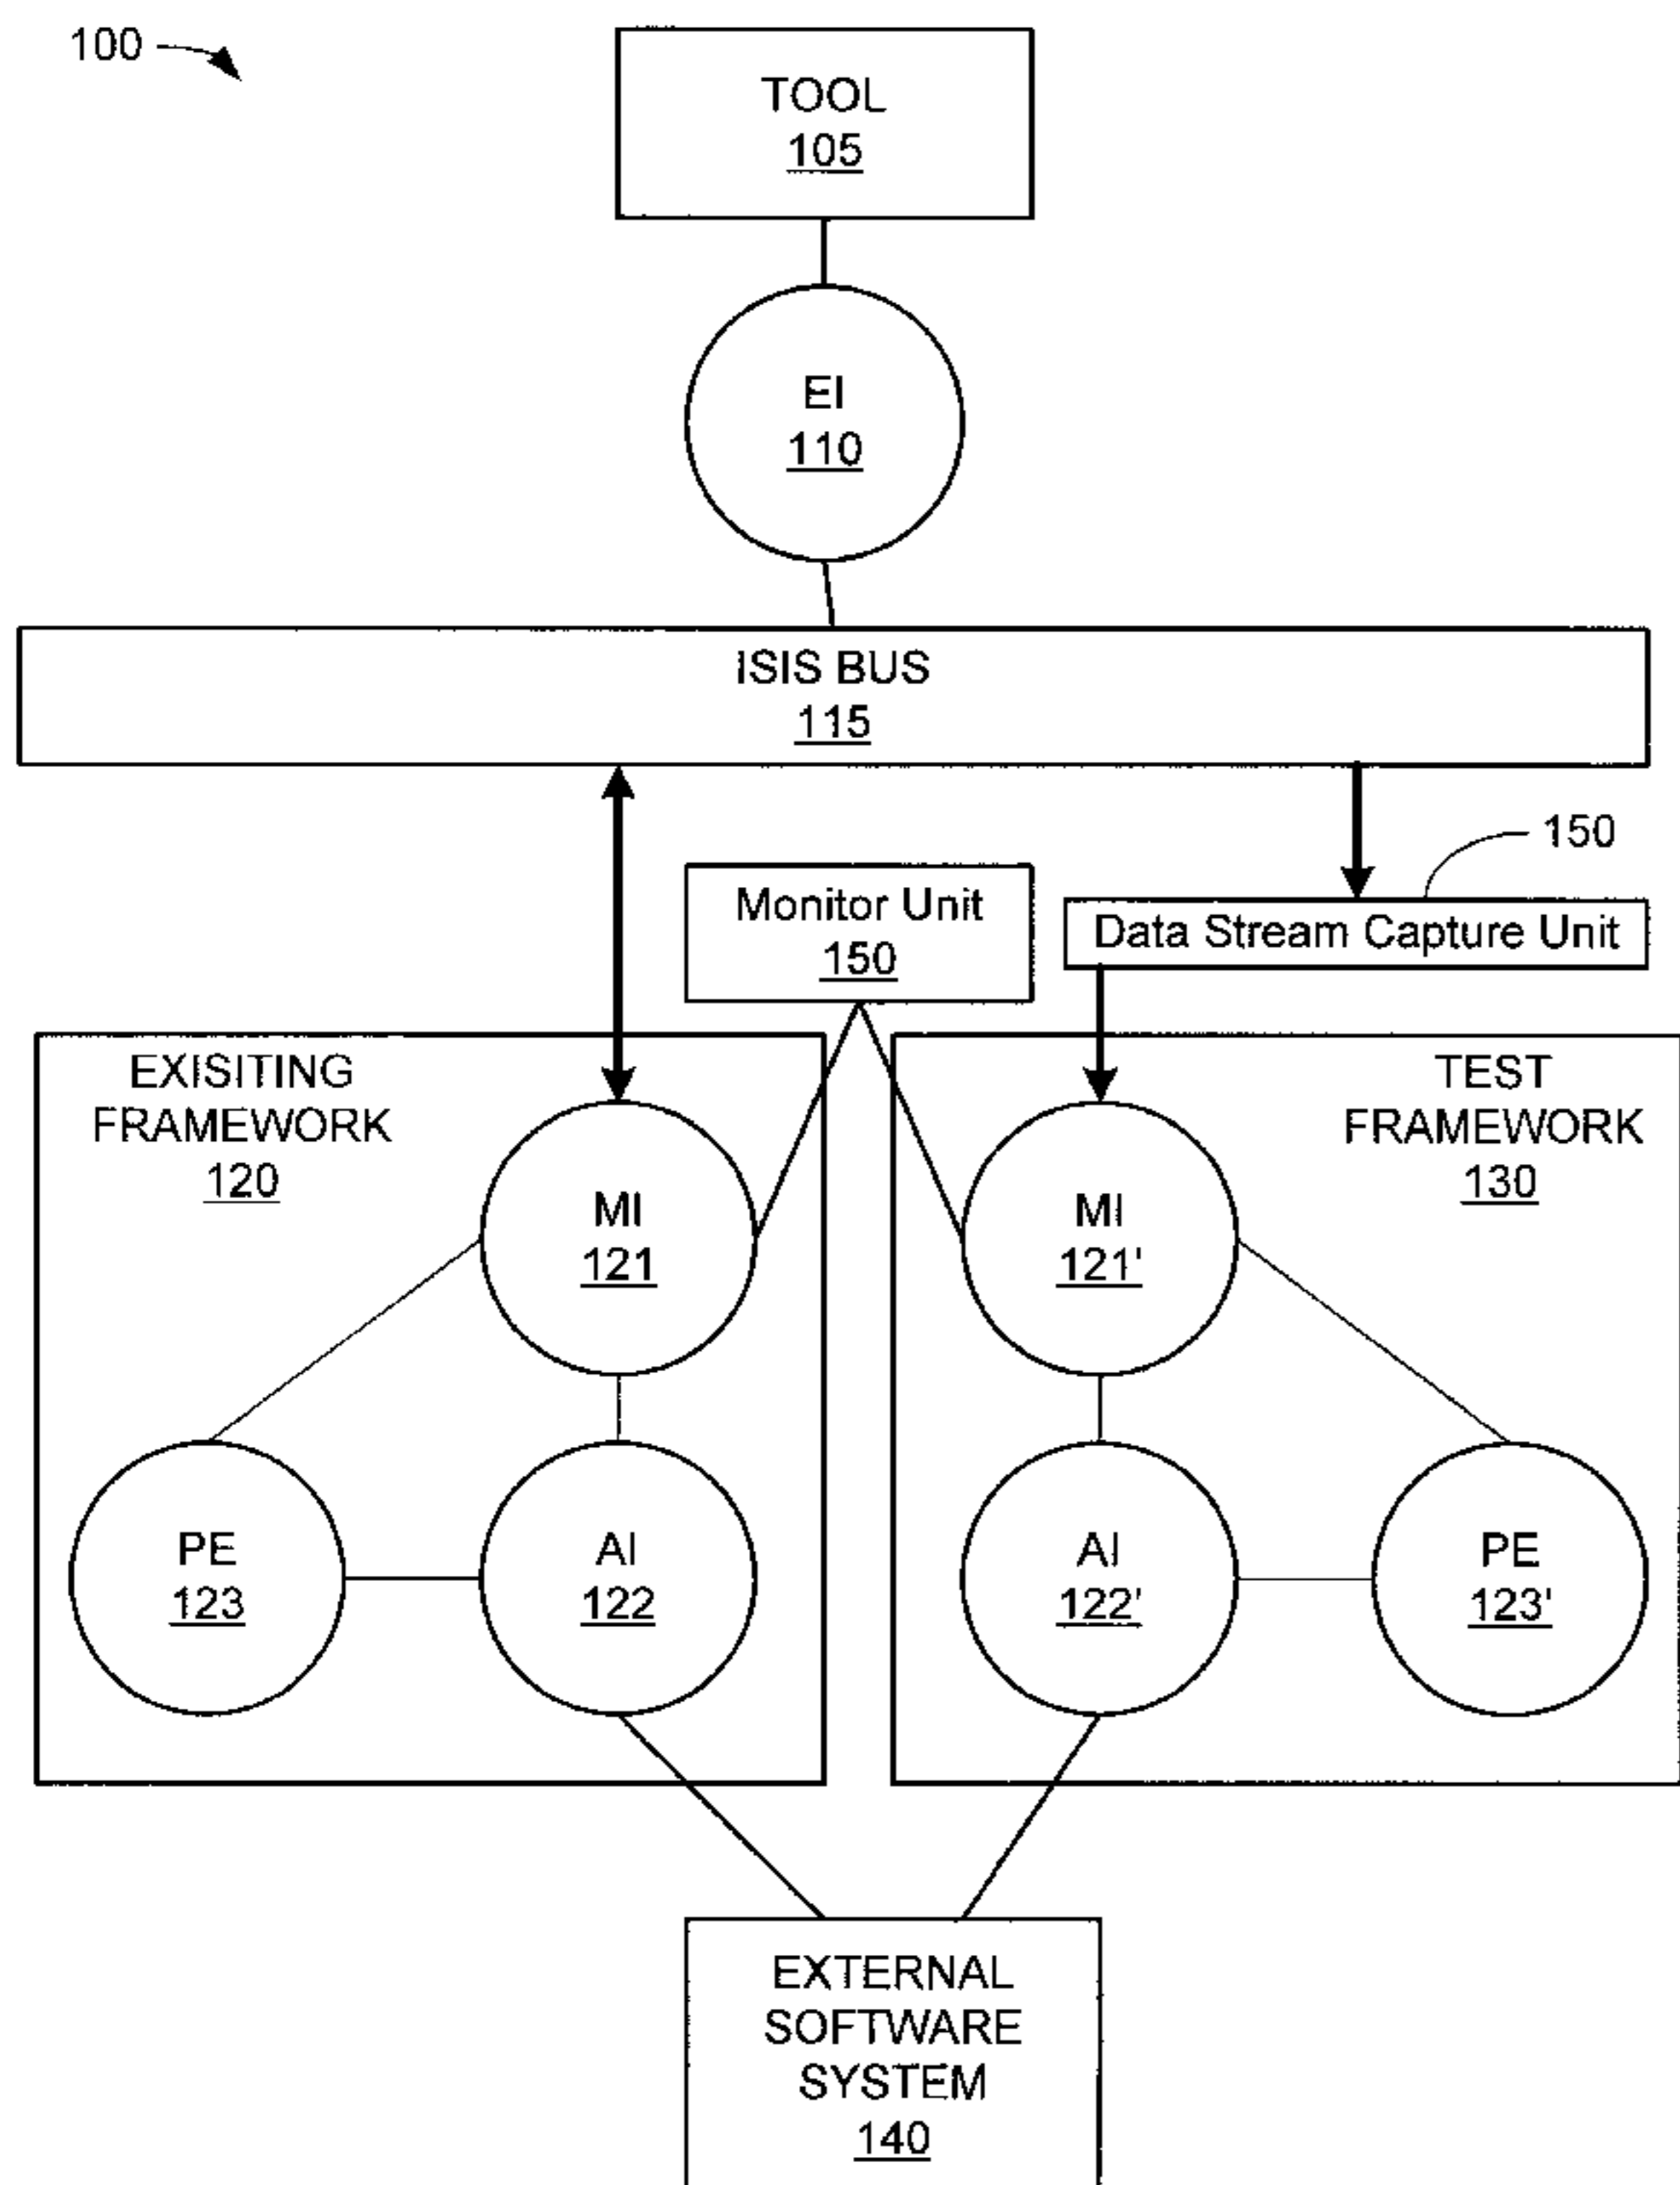 100
TOOL
105
EI
110
ISIS BUS
115
150
Monitor Unit
150
Data Stream Capture Unit
EXISITING
FRAMEWORK
120
TEST
FRAMEWORK
130
MI
121
MI
121'
PE
123
AI
122
AI
122'
PE
123'
EXTERNAL
SOFTWARE
SYSTEM
140